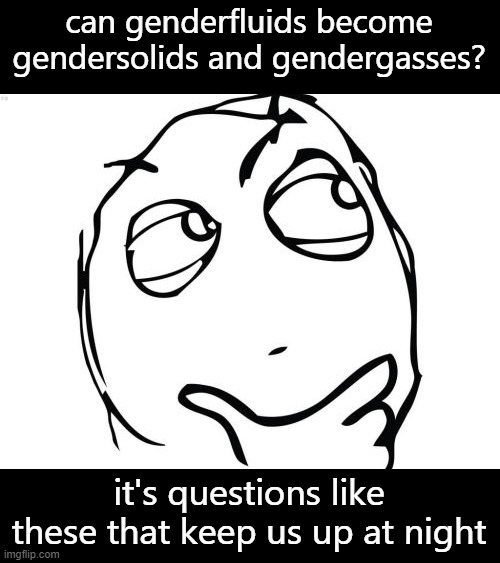 can genderfluids become
gendersolids and gendergasses?
it's questions like
these that keep us up at night
imgflip.com